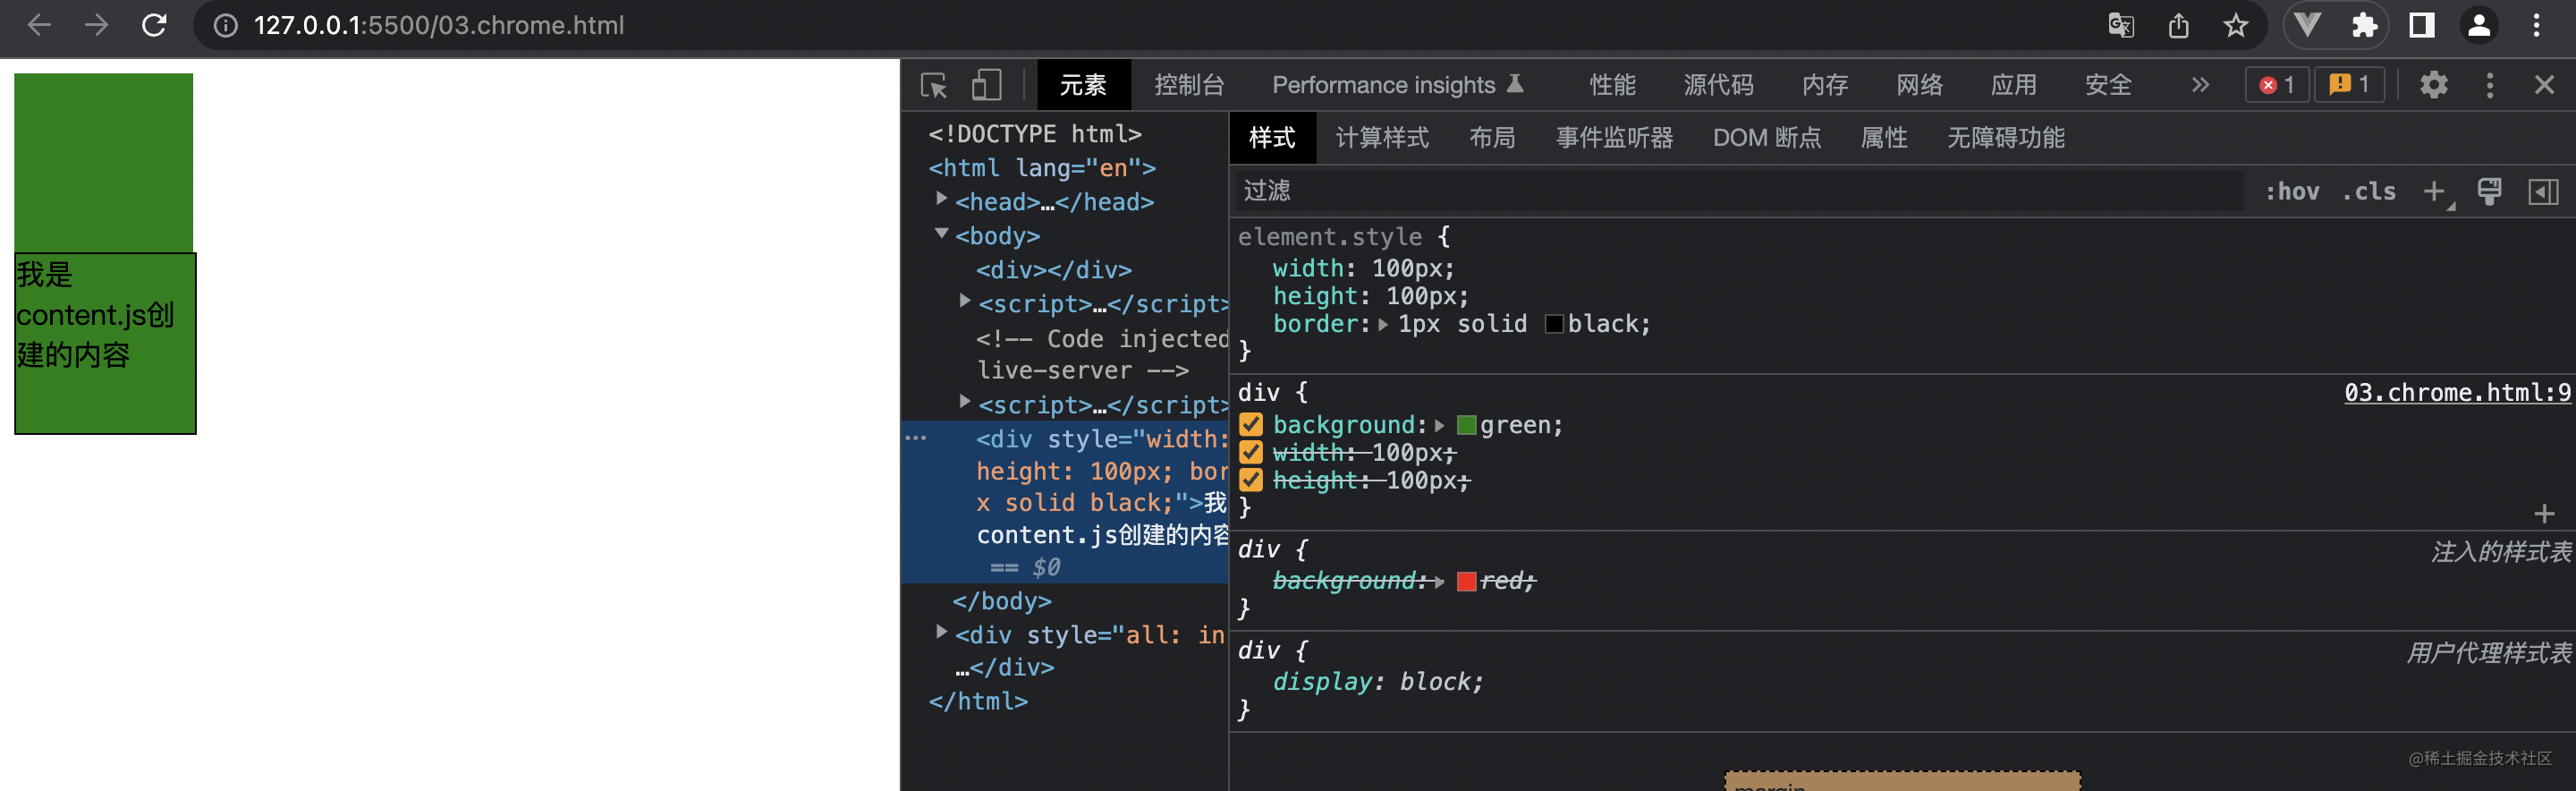 127.0.0.1:5500/03.chrome.html
我是
content.js创
建的内容
元素 控制台 Performance insights 性能 源代码 内存 网络 应用 安全 » 1 1
<!DOCTYPE html>
<html lang="en">
<head>…</head>
<body>
<div></div>
<script>…</script>
<!-- Code injected
live-server -->
<script>…</script>
<div style="width:
height: 100px; bor
x solid black;">我
content.js创建的内容
== $0
</body>
<div style="all: in
…</div>
</html>
样式 计算样式 布局 事件监听器 DOM 断点 属性 无障碍功能
过滤 :hov .cls +
element.style {
width: 100px;
height: 100px;
border: 1px solid black;
}
div { 03.chrome.html:9
background: green;
width: 100px;
height: 100px;
}
div { 注入的样式表
background: red;
}
div { 用户代理样式表
display: block;
}
@稀土掘金技术社区